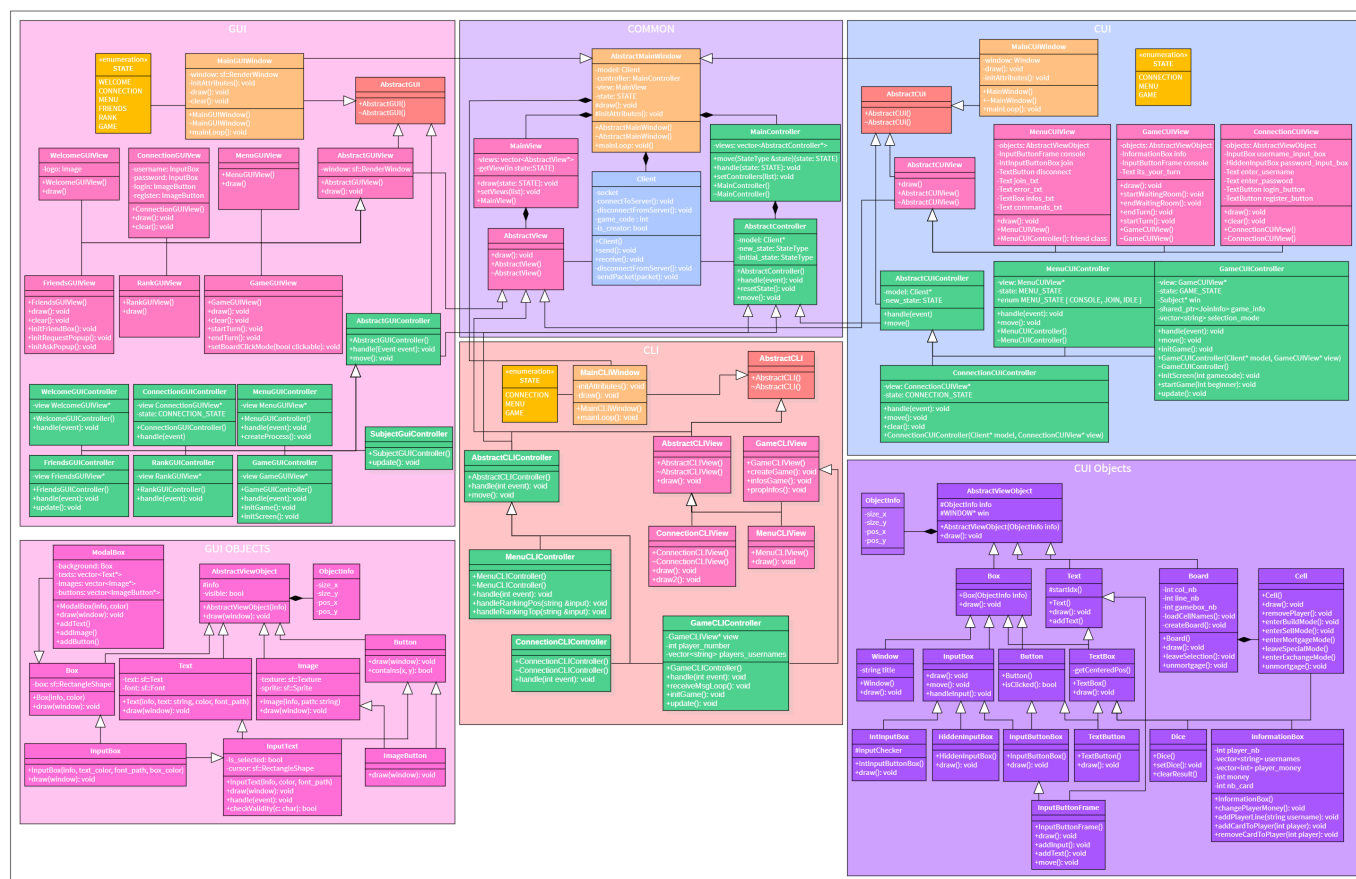 GUI
«enumeration»
STATE
WELCOME
CONNECTION
MENU
FRIENDS
RANK
GAME
MainGUIWindow
-window: sf::RenderWindow
-initAttributes(): void
-draw(): void
-clear(): void
+MainGUIWindow()
~MainGUIWindow()
+mainLoop(): void
AbstractGUI
+AbstractGUI()
~AbstractGUI()
WelcomeGUIView
-logo: Image
+WelcomeGUIView()
+draw(): void
ConnectionGUIView
-username: InputBox
-password: InputBox
-login: ImageButton
-register: ImageButton
+ConnectionGUIView()
+draw(): void
+clear(): void
MenuGUIView
+MenuGUIView()
+draw()
AbstractGUIView
-window: sf::RenderWindow
+AbstractGUIView()
+draw(): void
FriendsGUIView
+FriendsGUIView()
+draw(): void
+clear(): void
+initFriendBox()
+initRequestPopup()
+initAskPopup()
RankGUIView
+RankGUIView()
+draw()
GameGUIView
+GameGUIView()
+draw(): void
+clear(): void
+startTurn(): void
+endTurn(): void
+setBoardClickMode(bool clickable): void
AbstractGUIController
+AbstractGUIController()
+handle(Event event): void
+move(): void
WelcomeGUIController
-view WelcomeGUIView*
+WelcomeGUIController()
+handle(event): void
ConnectionGUIController
-view ConnectionGUIView*
-state: CONNECTION_STATE
+ConnectionGUIController()
+handle(event)
MenuGUIController
-view MenuGUIView*
+MenuGUIController()
+handle(event): void
+createProcess(): void
SubjectGuiController
+SubjectGUIController()
+update(): void
FriendsGUIController
-view FriendsGUIView*
+FriendsGUIController()
+handle(event): void
+update(): void
RankGUIController
-view RankGUIView*
+RankGUIController()
+handle(event): void
GameGUIController
-view GameGUIView*
+GameGUIController()
+handle(event): void
+initGame(): void
+initScreen(): void
GUI OBJECTS
ModalBox
-background: Box
-texts: vector<Text*>
-images: vector<Image*>
-buttons: vector<ImageButton*>
+ModalBox(info, color)
+draw(window): void
+addText()
+addImage()
+addButton()
AbstractViewObject
#info
-visible: bool
+AbstractViewObject(info)
+draw(window): void
ObjectInfo
-size_x
-size_y
-pos_x
-pos_y
Button
+draw(window): void
+contains(x, y): bool
Box
-box: sf::RectangleShape
+Box(info, color)
+draw(window): void
Text
-text: sf::Text
-font: sf::Font
+Text(info, text: string, color, font_path)
+draw(window): void
Image
-texture: sf::Texture
-sprite: sf::Sprite
+Image(info, path: string)
+draw(window): void
InputBox
+InputBox(info, text_color, font_path, box_color)
+draw(window): void
InputText
-is_selected: bool
-cursor: sf::RectangleShape
+InputText(info, color, font_path)
+draw(window): void
+handle(event): void
+checkValidity(c: char): bool
ImageButton
+draw(window): void
COMMON
AbstractMainWindow
-model: Client
-controller: MainController
-view: MainView
-state: STATE
#draw(): void
#initAttributes(): void
+AbstractMainWindow()
~AbstractMainWindow()
+mainLoop(): void
MainView
-views: vector<AbstractView*>
-getView(in state:STATE)
+draw(state:STATE): void
+setViews(list): void
+MainView()
MainController
-views: vector<AbstractController*>
+move(StateType &state)(state: STATE)
+handle(state: STATE): void
+setControllers(list): void
~MainController()
+MainController()
Client
-socket
-connectToServer(): void
-disconnectFromServer(): void
-game_code : int
-is_creator: bool
+Client()
+send(): void
+receive(): void
-disconnectFromServer(): void
-sendPacket(packet): void
AbstractView
+draw(): void
+AbstractView()
~AbstractView()
AbstractController
-model: Client*
-new_state: StateType
-initial_state: StateType
+AbstractController()
+handle(event): void
+resetState(): void
+move(): void
CLI
«enumeration»
STATE
CONNECTION
MENU
GAME
MainCLIWindow
-initAttributes(): void
-draw(): void
+MainCLIWindow()
+mainLoop(): void
AbstractCLI
+AbstractCLI()
~AbstractCLI()
AbstractCLIController
+AbstractCLIController()
+handle(int event): void
+move(): void
AbstractCLIView
+AbstractCLIView()
~AbstractCLIView()
+draw(): void
GameCLIView
+GameCLIView()
+createGame(): void
+infosGame(): void
+propInfos(): void
ConnectionCLIView
+ConnectionCLIView()
~ConnectionCLIView()
+draw(): void
+draw2(): void
MenuCLIView
+MenuCLIView()
+draw(): void
MenuCLIController
+MenuCLIController()
~MenuCLIController()
+handle(int event): void
+handleRankingPos(string &input): void
+handleRankingTop(string &input): void
ConnectionCLIController
+ConnectionCLIController()
~ConnectionCLIController()
+handle(int event): void
GameCLIController
-GameCLIView* view
-int player_number
-vector<string> players_usernames
+GameCLIController()
+handle(int event): void
+receiveMsgLoop(): void
+initGame(): void
+update(): void
CUI
MainCUIWindow
-window: Window
-draw(): void
-initAttributes()
+MainWindow()
+~MainWindow()
+mainLoop(): void
«enumeration»
STATE
CONNECTION
MENU
GAME
AbstractCUI
+AbstractCUI()
~AbstractCUI()
AbstractCUIView
+draw()
+AbstractCUIView()
~AbstractCUIView()
MenuCUIView
-objects: AbstractView
-InputButtonFrame console
-IntInputButtonBox join
-TextButton disconnect
-Text join_txt
-Text error_txt
-TextBox infos_txt
-Text commands_txt
+draw(): void
+MenuCUIView()
+MenuCUIController(): friend class
GameCUIView
-objects: AbstractView
-InformationBox info
-InputButtonFrame console
-Text its_your_turn
+draw(): void
+startWaitingRoom(): void
+endWaitingRoom(): void
+endTurn(): void
+startTurn(): void
+GameCUIView()
~GameCUIView()
ConnectionCUIView
-objects: AbstractView
-InputBox username_input_box
-HiddenInputBox password_input_box
-Text enter_username
-Text enter_password
-TextButton login_button
-TextButton register_button
+draw(): void
+clear(): void
+ConnectionCUIView()
~ConnectionCUIView()
AbstractCUIController
-model: Client*
-new_state: STATE
+handle(event)
+move()
MenuCUIController
-view: MenuCUIView*
-state: MENU_STATE
+enum MENU_STATE { CONSOLE, JOIN, IDLE }
+handle(event): void
+move(): void
+MenuCUIController()
~MenuCUIController()
GameCUIController
-view: GameCUIView*
-state: GAME_STATE
-Subject* win
-shared_ptr<JoinInfo> game_info
-vector<string> selection_mode
+handle(event): void
+move(): void
+initGame(): void
+GameCUIController(Client* model, GameCUIView* view)
~GameCUIController()
+initScreen(int gamecode): void
+startGame(int beginner): void
+update(): void
ConnectionCUIController
-view: ConnectionCUIView*
-state: CONNECTION_STATE
+handle(event): void
+move(): void
+clear(): void
+ConnectionCUIController(Client* model, ConnectionCUIView* view)
CUI Objects
ObjectInfo
-size_x
-size_y
-pos_x
-pos_y
AbstractViewObject
#ObjectInfo info
#WINDOW* win
+AbstractViewObject(ObjectInfo info)
+draw(): void
Box
+Box(ObjectInfo info)
+draw(): void
Text
#startIdx()
+Text()
+draw(): void
+addText()
Board
-int col_nb
-int line_nb
-int gamebox_nb
-loadCellNames(): void
-createBoard(): void
+Board()
+draw(): void
+leaveSelection(): void
+unmortgage(): void
Cell
+Cell()
+draw(): void
+removePlayer(): void
+enterBuildMode(): void
+enterSellMode(): void
+enterMortgageMode(): void
+leaveSpecialMode(): void
+enterExchangeMode(): void
+unmortgage(): void
Window
-string title
+Window()
+draw(): void
InputBox
+draw(): void
+move(): void
+handleInput(): void
Button
+Button()
+isClicked(): bool
TextBox
-getCenteredPos()
+TextBox()
+draw(): void
IntInputBox
#InputChecker
+IntInputButtonBox()
+draw(): void
HiddenInputBox
+HiddenInputBox()
+draw(): void
InputButtonBox
+InputButtonBox()
+draw(): void
TextButton
+TextButton()
+draw(): void
Dice
+Dice()
+setDice(): void
+clearResult()
InformationBox
-int player_nb
-vector<string> usernames
-vector<int> player_money
-int money
-int nb_card
+InformationBox()
+changePlayerMoney(): void
+addPlayerLine(string username): void
+addCardToPlayer(int player): void
+removeCardToPlayer(int player): void
InputButtonFrame
+InputButtonFrame()
+draw(): void
+addInput(): void
+addText(): void
+move(): void